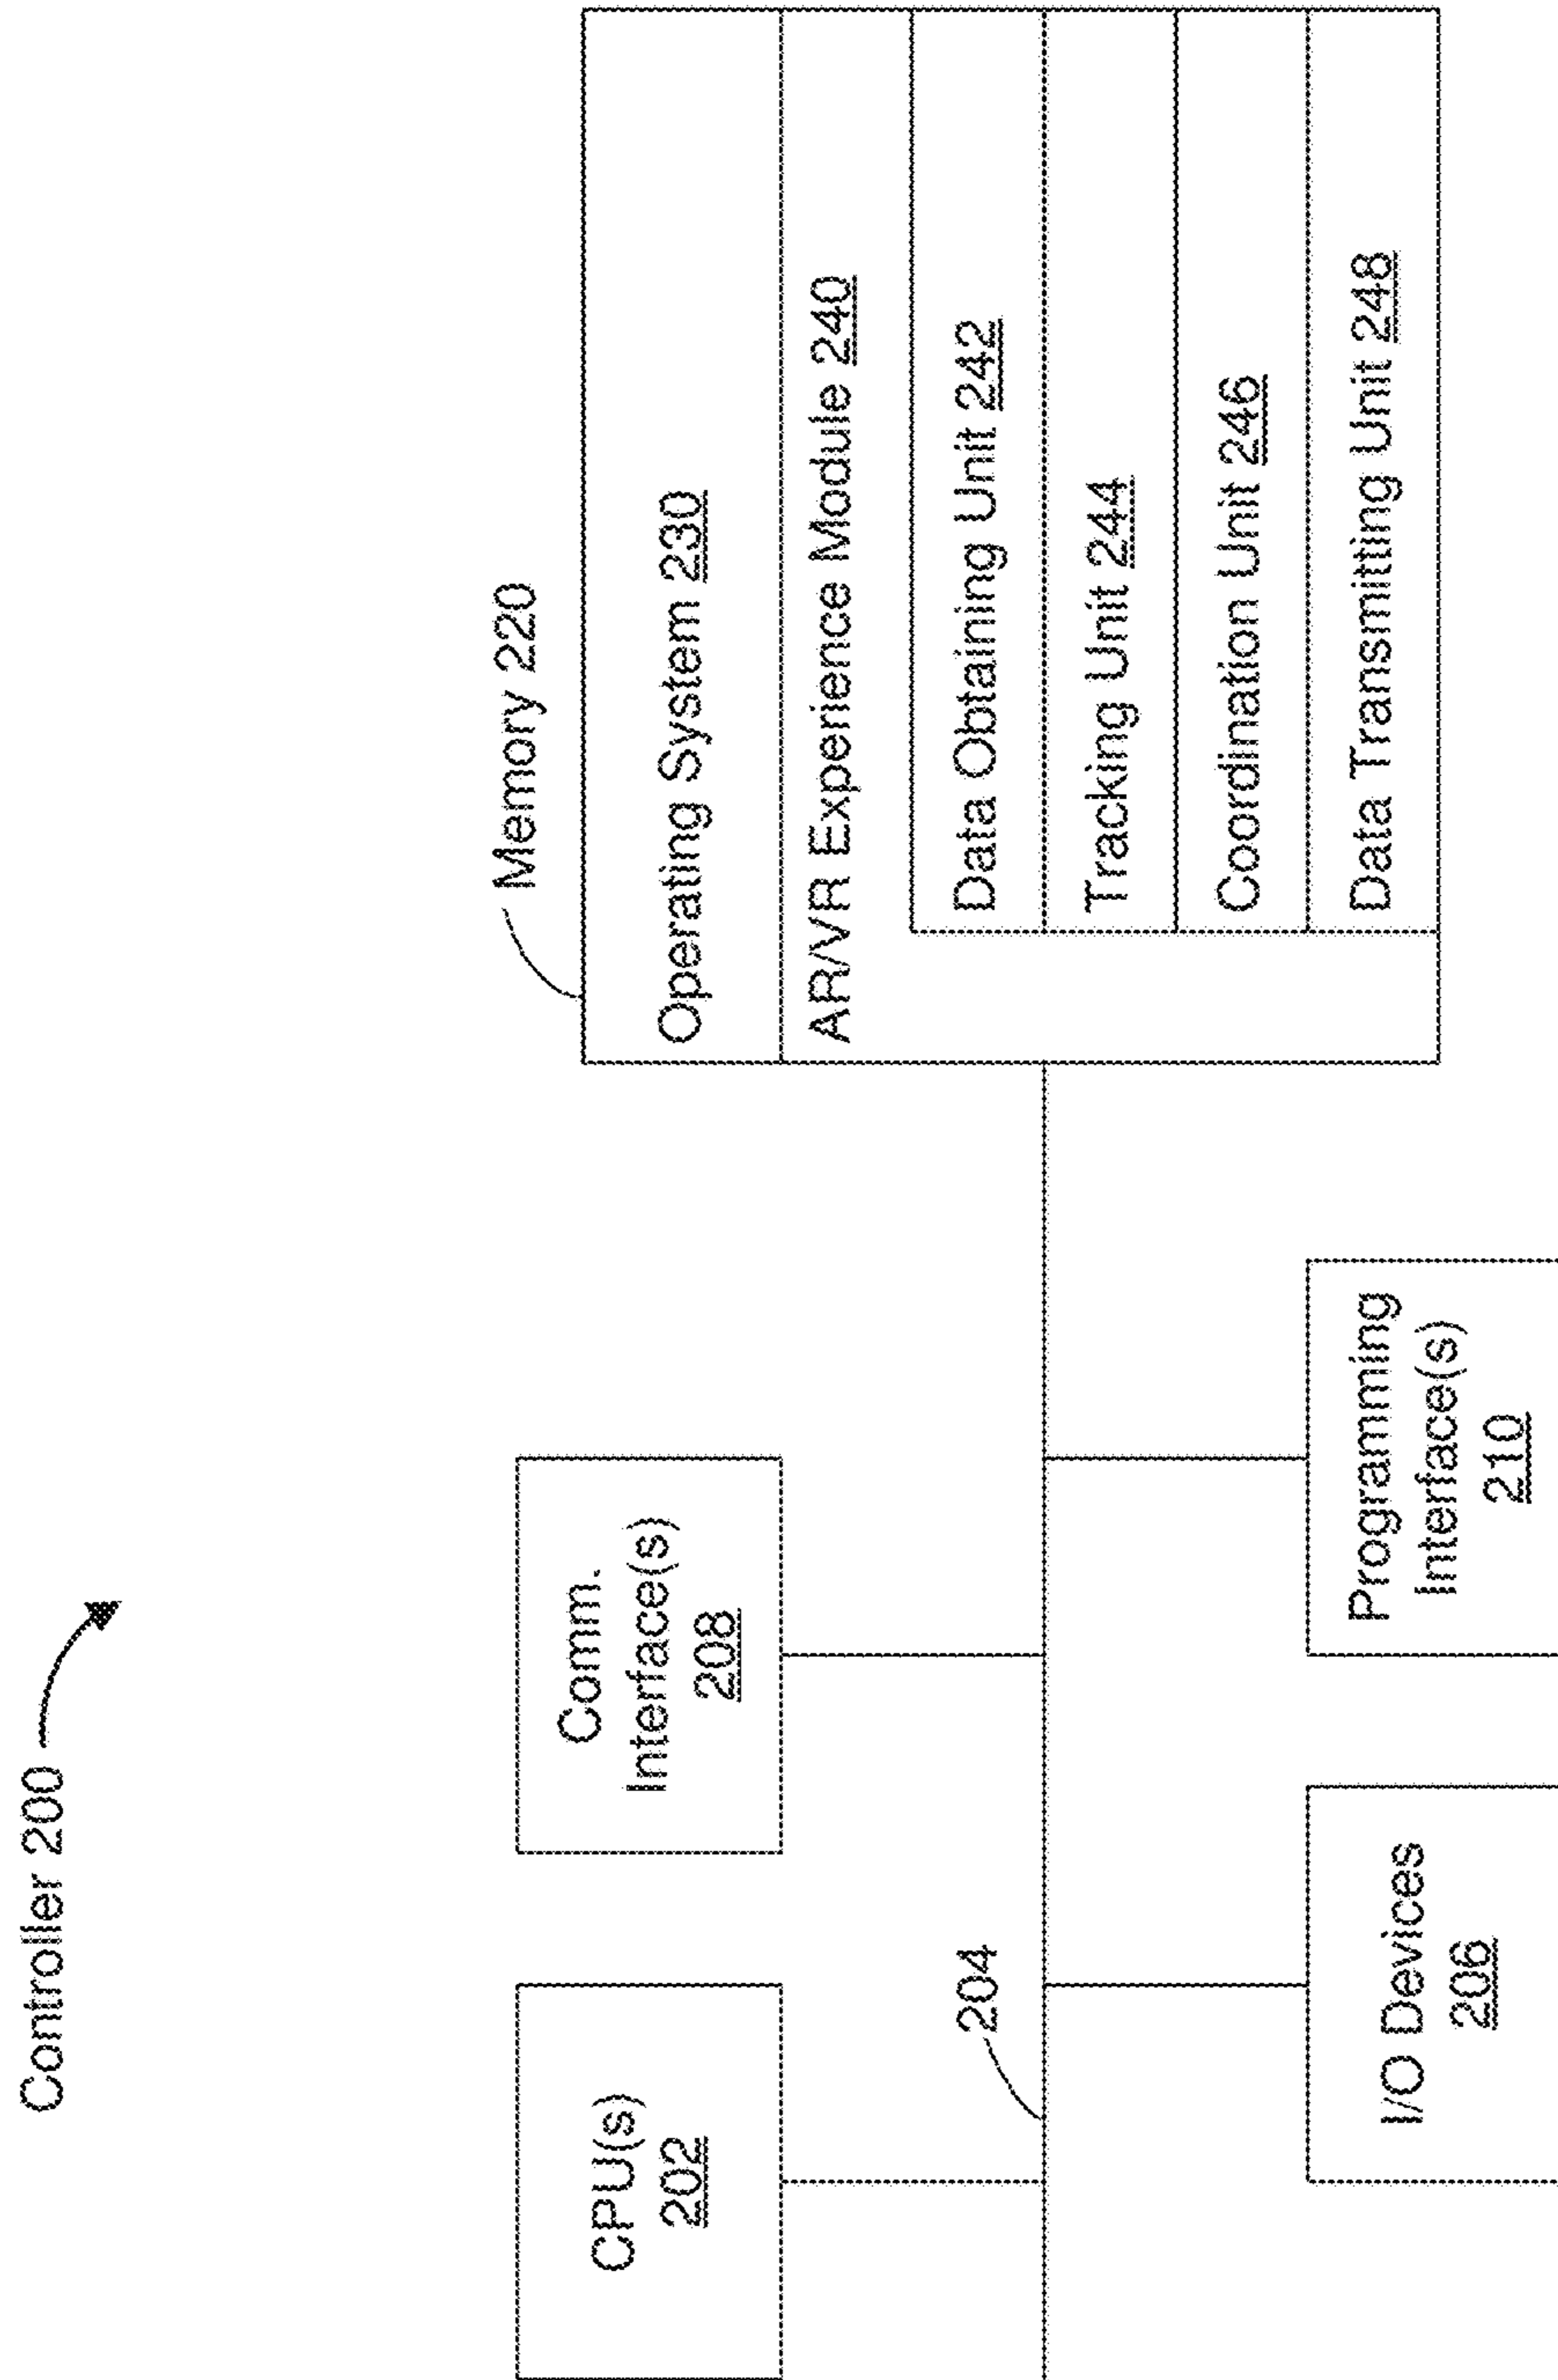 Controller 200
CPU(s)
202
Comm.
Interface(s)
208
204
I/O Devices
206
Programming
Interface(s)
210
Memory 220
Operating System 230
AR/VR Experience Module 240
Data Obtaining Unit 242
Tracking Unit 244
Coordination Unit 246
Data Transmitting Unit 248